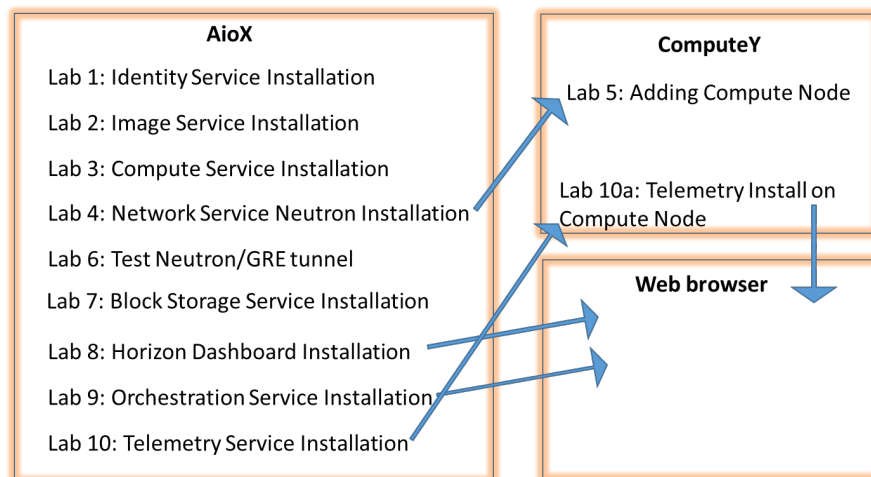 AioX
Lab 1: Identity Service Installation
Lab 2: Image Service Installation
Lab 3: Compute Service Installation
Lab 4: Network Service Neutron Installation
Lab 6: Test Neutron/GRE tunnel
Lab 7: Block Storage Service Installation
Lab 8: Horizon Dashboard Installation
Lab 9: Orchestration Service Installation
Lab 10: Telemetry Service Installation
ComputeY
Lab 5: Adding Compute Node
Lab 10a: Telemetry Install on
Compute Node
Web browser